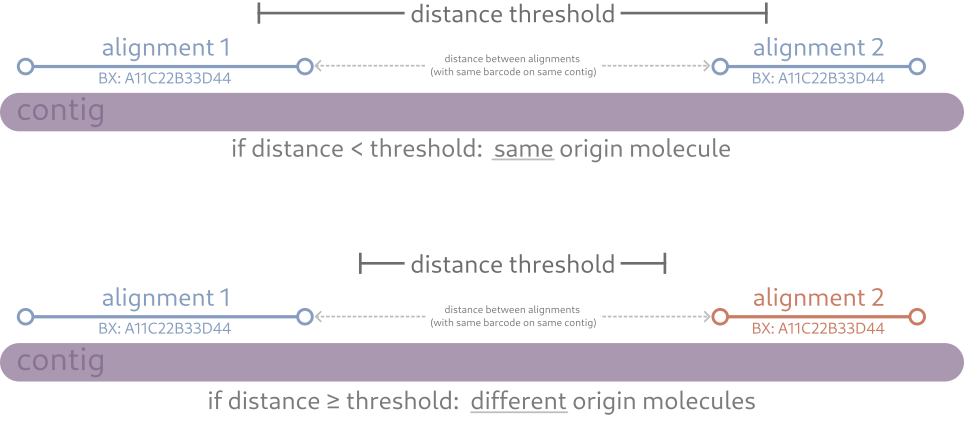 distance threshold
alignment 1
distance between alignments
alignment 2
BX: A11C22B33D44
(with same barcode on same contig)
BX: A11C22B33D44
contig
if distance < threshold: same origin molecule
distance threshold
alignment 1
distance between alignments
alignment 2
BX: A11C22B33D44
(with same barcode on same contig)
BX: A11C22B33D44
contig
if distance ≥ threshold: different origin molecules